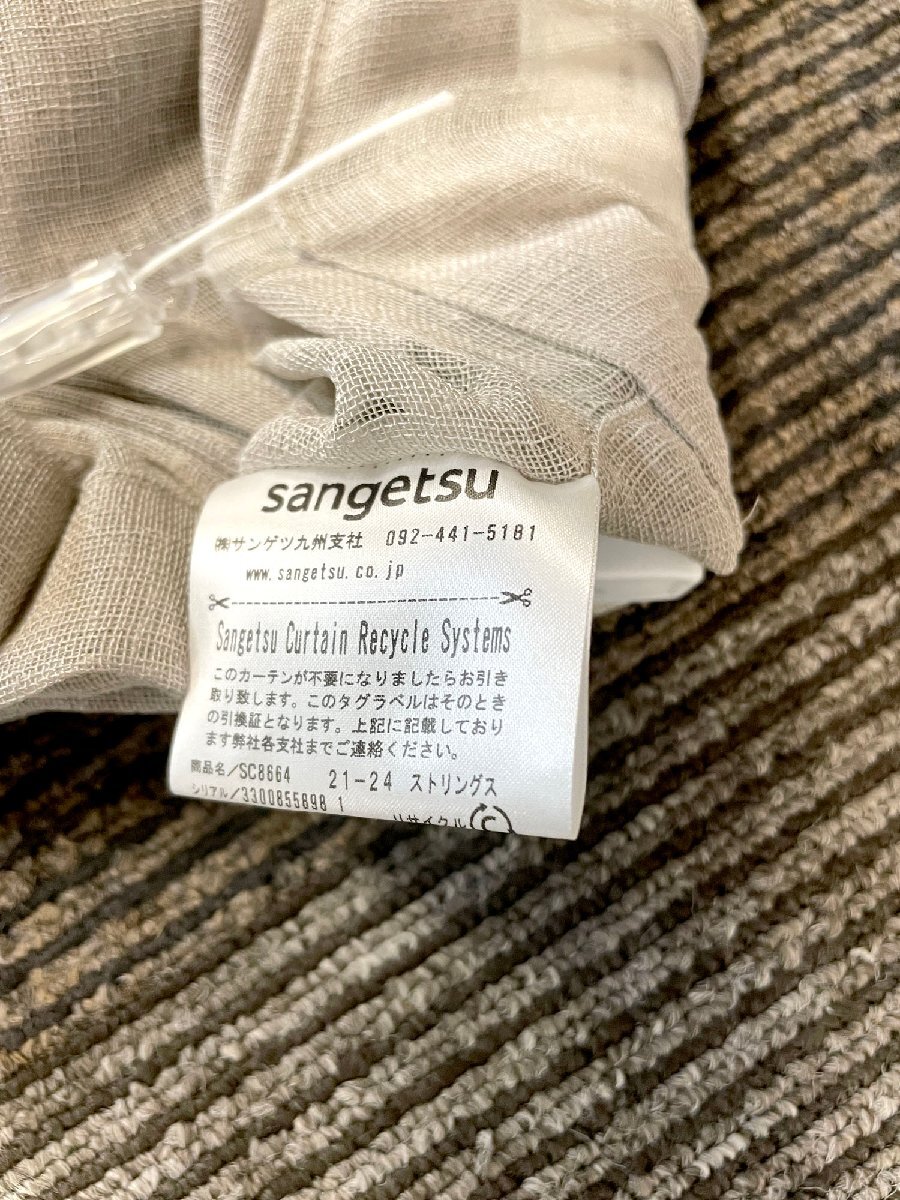 sangetsu
㈱サンゲツ九州支社 092-441-5181
www.sangetsu.co.jp
Sangetsu Curtain Recycle Systems
このカーテンが不要になりましたらお引き
取り致します。このタグラベルはそのとき
の引換証となります。上記に記載しており
ます弊社各支社までご連絡ください。
商品名/SC8664 21-24 ストリングス
シリアル/3300855898 1
リサイクル